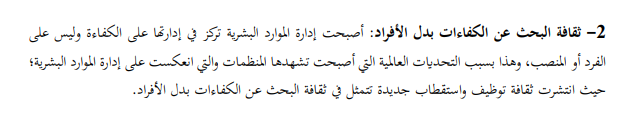 2– ثقافة البحث عن الكفاءات بدل الأفراد: أصبحت إدارة الموارد البشرية تركز في إدارتها على الكفاءة وليس على
الفرد أو المنصب، وهذا بسبب التحديات العالمية التي أصبحت تشهدها المنظمات والتي انعكست على إدارة الموارد البشرية؛
حيث انتشرت ثقافة توظيف واستقطاب جديدة تتمثل في ثقافة البحث عن الكفاءات بدل الأفراد.